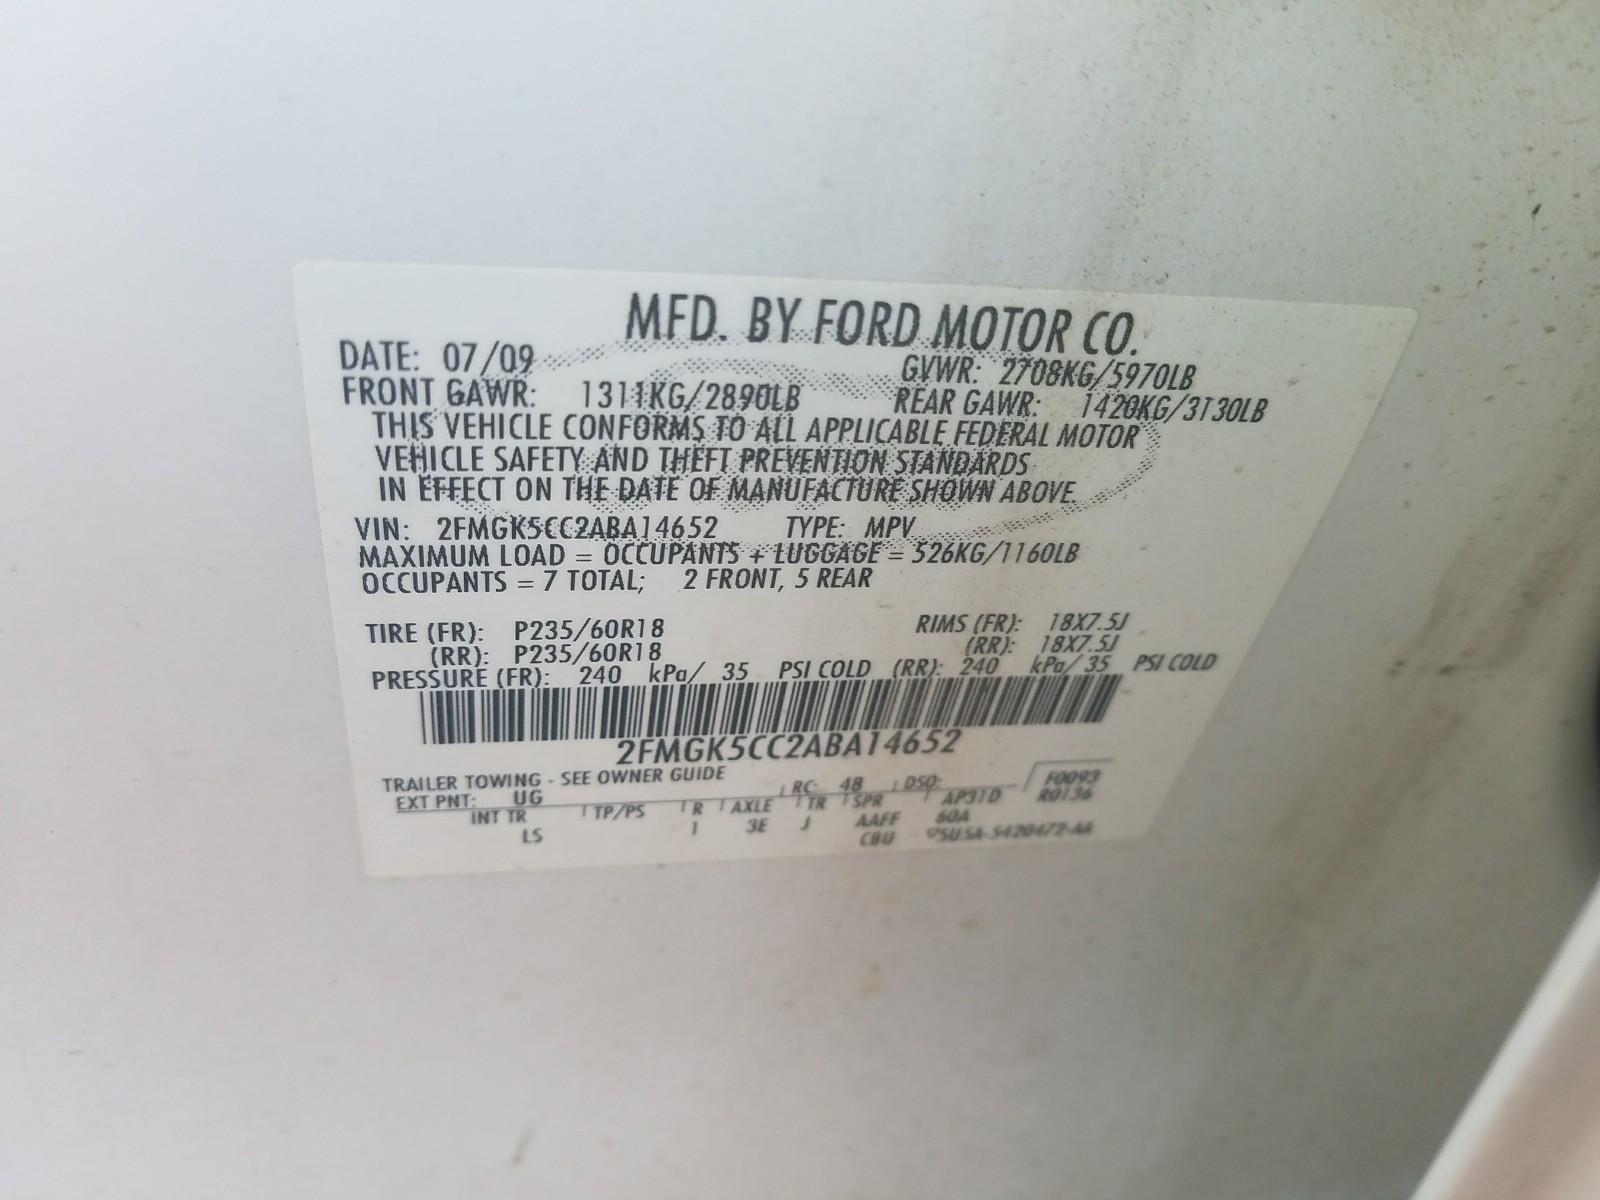 MFD. BY FORD MOTOR CO.
DATE: 07/09 GVWR: 2708KG/5970LB
FRONT GAWR: 1311KG/2890LB REAR GAWR: 1420KG/3130LB
THIS VEHICLE CONFORMS TO ALL APPLICABLE FEDERAL MOTOR
VEHICLE SAFETY AND THEFT PREVENTION STANDARDS
IN EFFECT ON THE DATE OF MANUFACTURE SHOWN ABOVE.
VIN: 2FMGK5CC2ABA14652 TYPE: MPV
MAXIMUM LOAD = OCCUPANTS + LUGGAGE = 526KG/1160LB
OCCUPANTS = 7 TOTAL; 2 FRONT, 5 REAR
TIRE (FR): P235/60R18 RIMS (FR): 18X7.5J
(RR): P235/60R18 (RR): 18X7.5J
PRESSURE (FR): 240 kPa/ 35 PSI COLD (RR): 240 kPa/ 35 PSI COLD
2FMGK5CC2ABA14652
TRAILER TOWING - SEE OWNER GUIDE
EXT PNT: UG RC: 48 DSO: F0093
INT TR TP/PS R AXLE TR SPR AP31D R0136
LS 1 3E J AAFF 60A
CBU 5U5A-5420472-AA